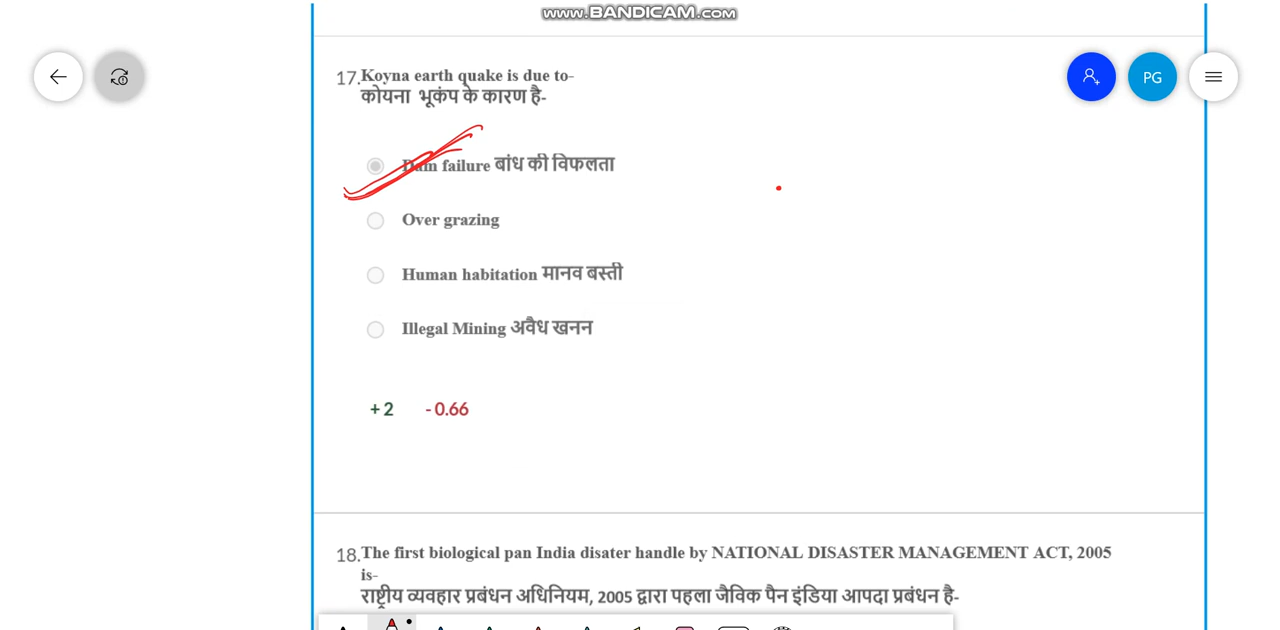 www.BANDICAM.com
17. Koyna earth quake is due to-
कोयना भूकंप के कारण है-
PG
Dam failure बांध की विफलता
Over grazing
Human habitation मानव बस्ती
Illegal Mining अवैध खनन
+ 2 - 0.66
18. The first biological pan India disater handle by NATIONAL DISASTER MANAGEMENT ACT, 2005
is-
राष्ट्रीय व्यवहार प्रबंधन अधिनियम, 2005 द्वारा पहला जैविक पैन इंडिया आपदा प्रबंधन है-